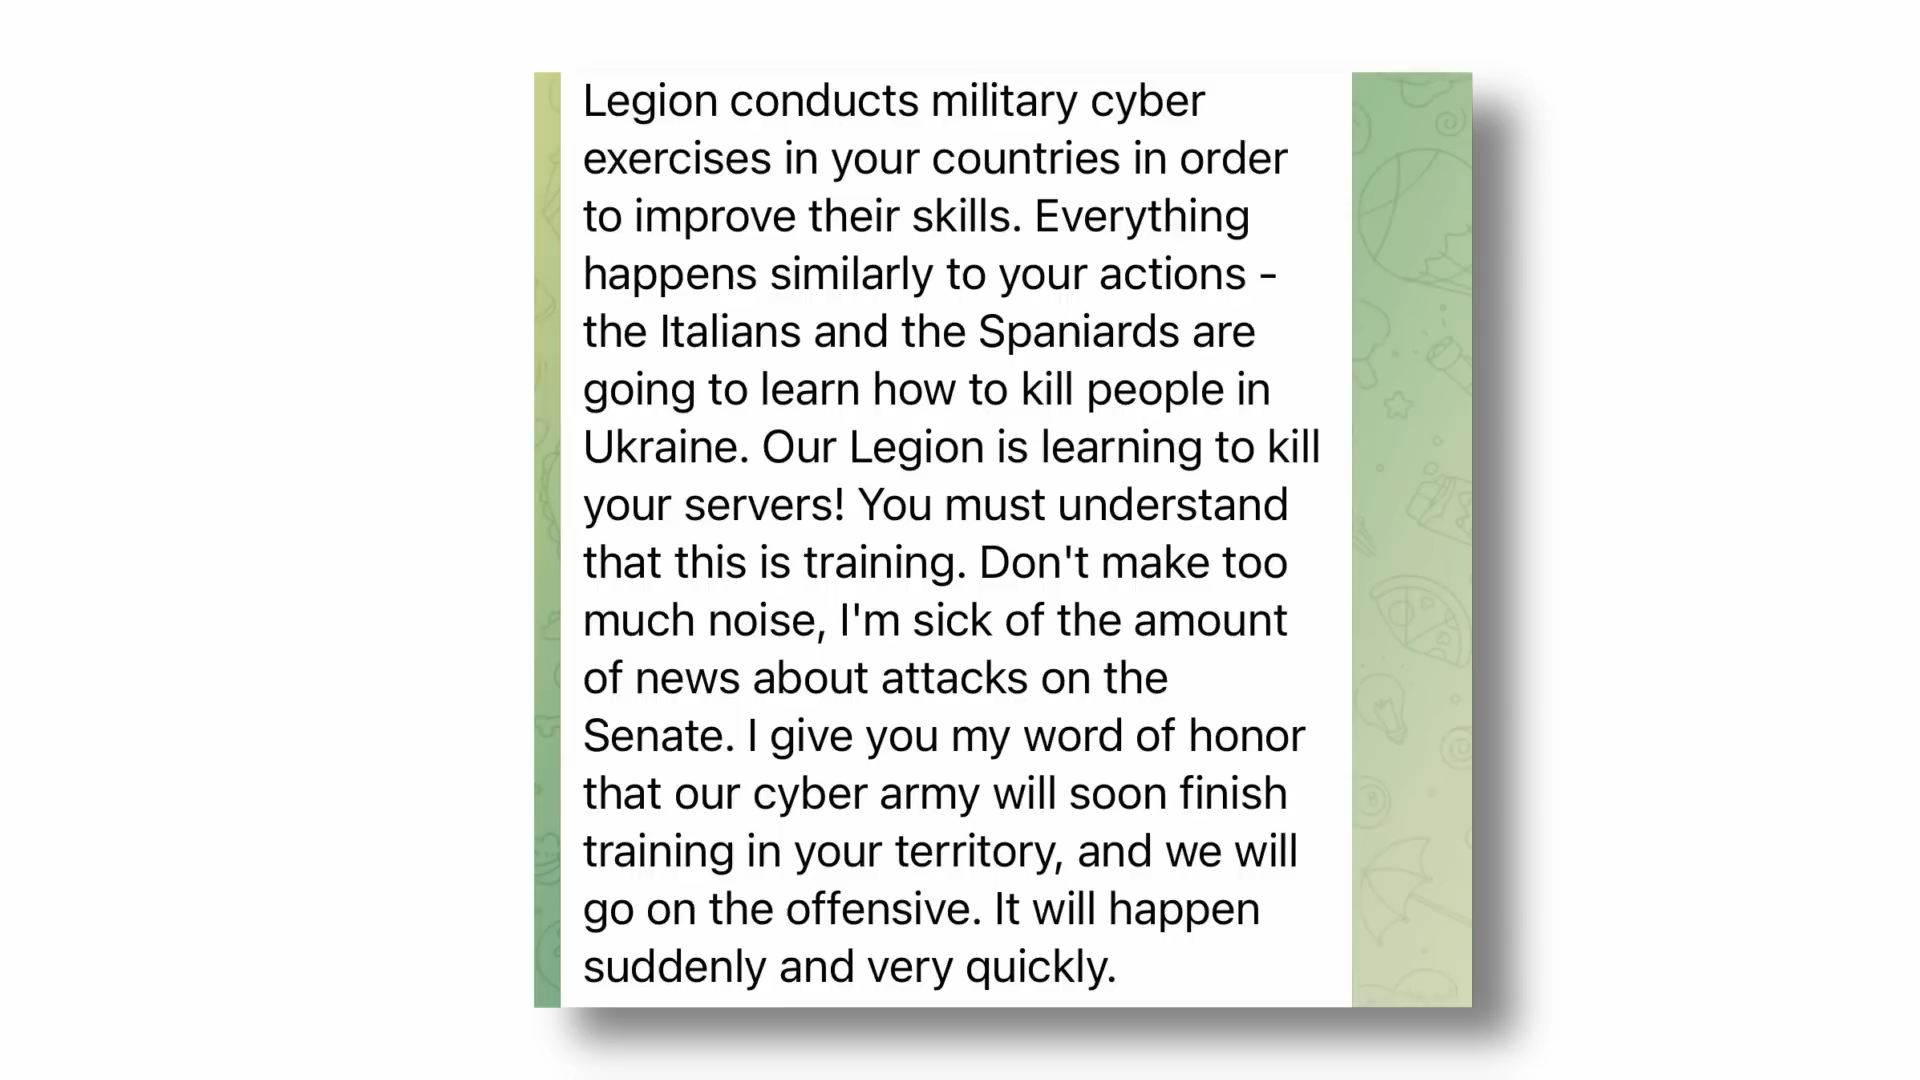 Legion conducts military cyber
exercises in your countries in order
to improve their skills. Everything
happens similarly to your actions -
the Italians and the Spaniards are
going to learn how to kill people in
Ukraine. Our Legion is learning to kill
your servers! You must understand
that this is training. Don't make too
much noise, I'm sick of the amount
of news about attacks on the
Senate. I give you my word of honor
that our cyber army will soon finish
training in your territory, and we will
go on the offensive. It will happen
suddenly and very quickly.